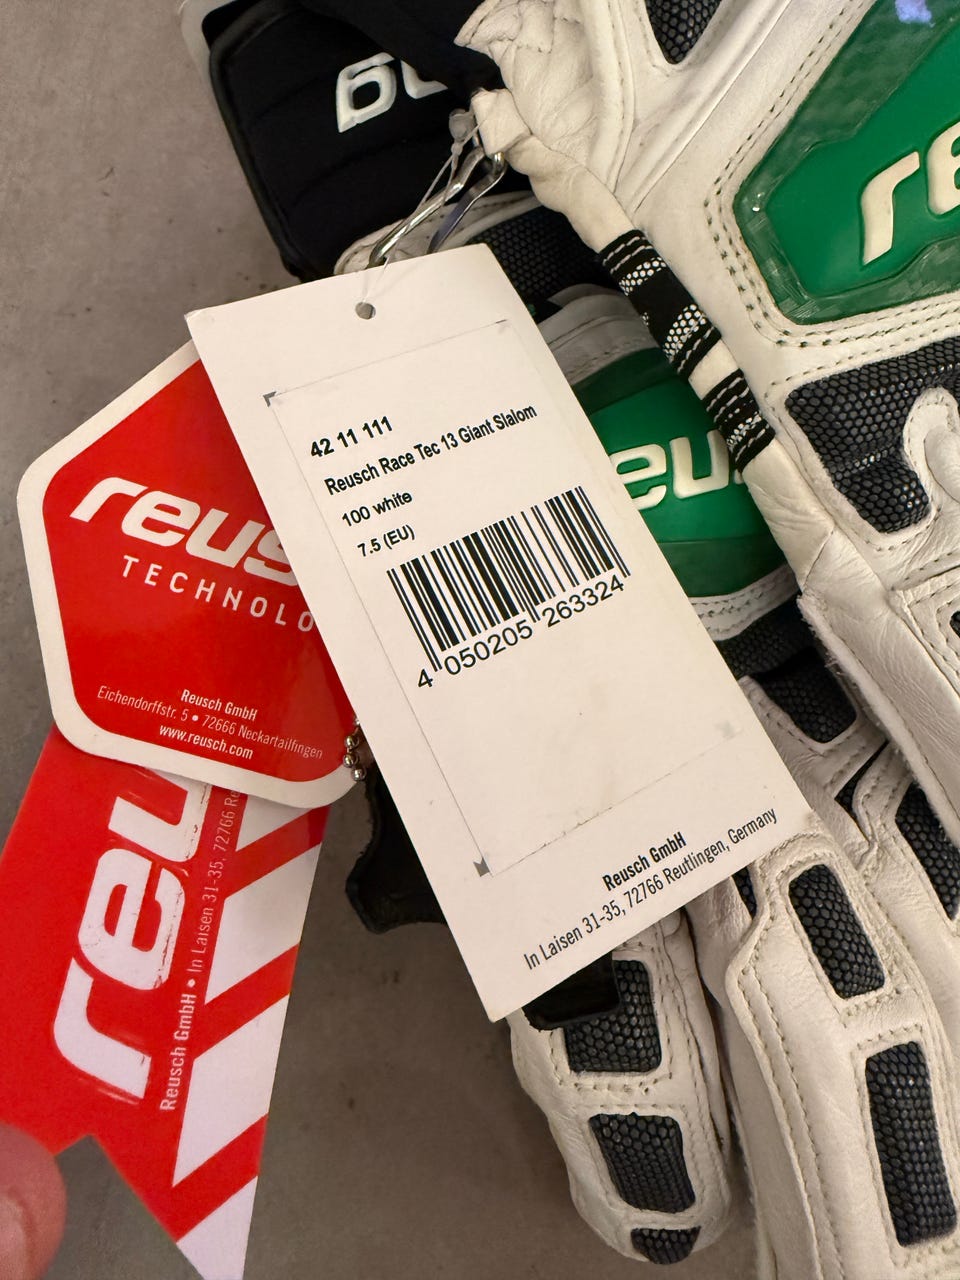 42 11 111
Reusch Race Tec 13 Giant Slalom
100 white
7.5 (EU)
4 050205 263324
Reusch GmbH
In Laisen 31-35, 72766 Reutlingen, Germany
reus
TECHNOLO
Reusch GmbH
Eichendorffstr. 5 • 72666 Neckartailfingen
www.reusch.com
reu
Reusch GmbH • In Laisen 31-35, 72766 Re
re
eu